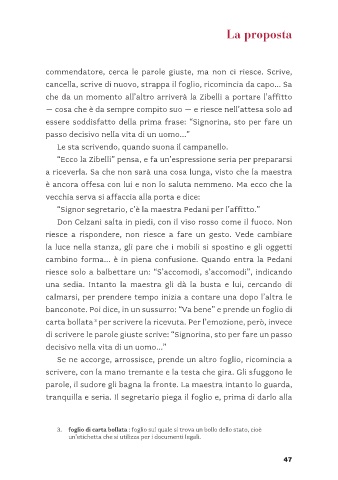 La proposta
commendatore, cerca le parole giuste, ma non ci riesce. Scrive,
cancella, scrive di nuovo, strappa il foglio, ricomincia da capo... Sa
che da un momento all'altro arriverà la Zibelli a portare l'affitto
— cosa che è da sempre compito suo — e riesce nell'attesa solo ad
essere soddisfatto della prima frase: “Signorina, sto per fare un
passo decisivo nella vita di un uomo...”
Le sta scrivendo, quando suona il campanello.
“Ecco la Zibelli” pensa, e fa un'espressione seria per prepararsi
a riceverla. Sa che non sarà una cosa lunga, visto che la maestra
è ancora offesa con lui e non lo saluta nemmeno. Ma ecco che la
vecchia serva si affaccia alla porta e dice:
“Signor segretario, c'è la maestra Pedani per l'affitto.”
Don Celzani salta in piedi, con il viso rosso come il fuoco. Non
riesce a rispondere, non riesce a fare un gesto. Vede cambiare
la luce nella stanza, gli pare che i mobili si spostino e gli oggetti
cambino forma... è in piena confusione. Quando entra la Pedani
riesce solo a balbettare un: “S'accomodi, s'accomodi”, indicando
una sedia. Intanto la maestra gli dà la busta e lui, cercando di
calmarsi, per prendere tempo inizia a contare una dopo l'altra le
banconote. Poi dice, in un sussurro: “Va bene” e prende un foglio di
carta bollata³ per scrivere la ricevuta. Per l'emozione, però, invece
di scrivere le parole giuste scrive: “Signorina, sto per fare un passo
decisivo nella vita di un uomo...”
Se ne accorge, arrossisce, prende un altro foglio, ricomincia a
scrivere, con la mano tremante e la testa che gira. Gli sfuggono le
parole, il sudore gli bagna la fronte. La maestra intanto lo guarda,
tranquilla e seria. Il segretario piega il foglio e, prima di darlo alla
3. foglio di carta bollata : foglio sul quale si trova un bollo dello stato, cioè
un'etichetta che si utilizza per i documenti legali.
47